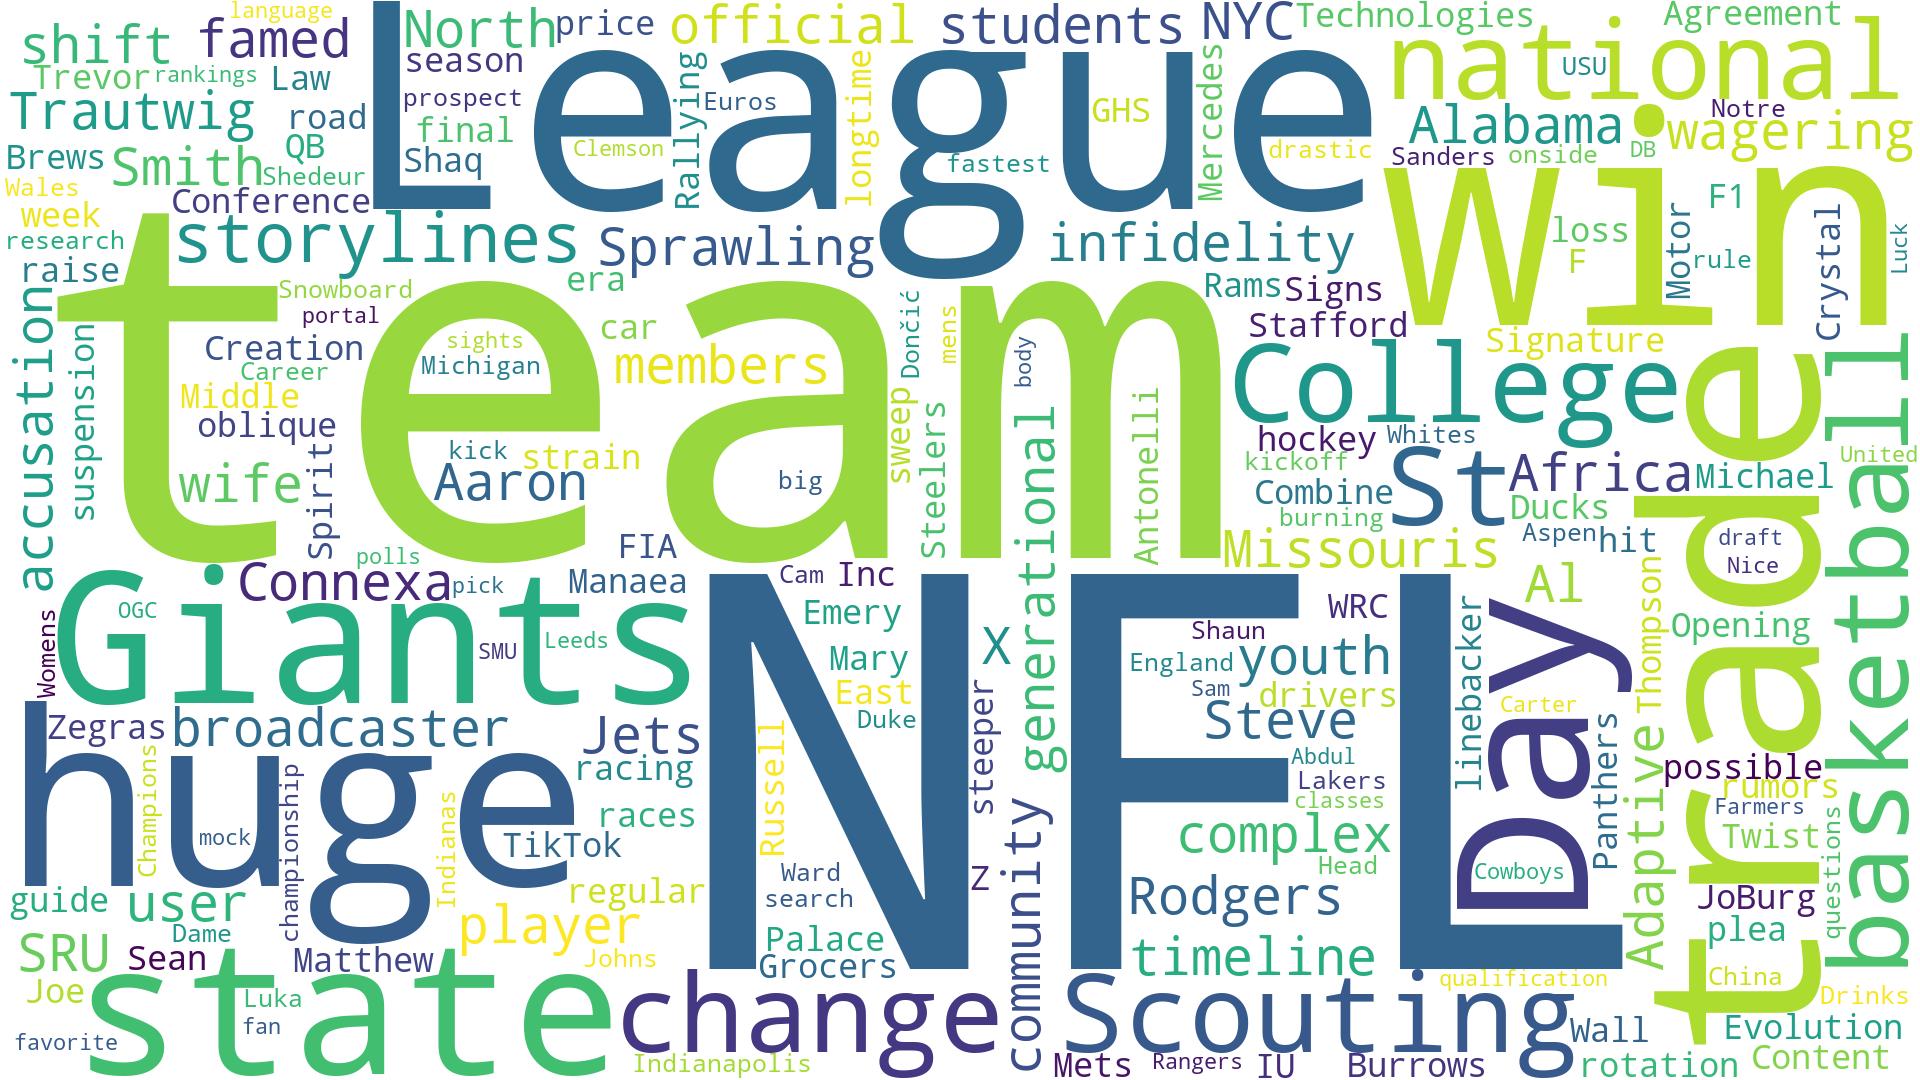 language
shift
famed
League
North
price
official
students
NYC
Technologies
Agreement
national
Trevor
rankings
Law
season
USU
Trautwig
road
prospect
Rallying
Euros
longtime
GHS
Mercedes
Alabama
Notre
wagering
QB
final
Clemson
drastic
DB
Brews
Smith
Shaq
fastest
Sanders
onside
win
Wales
Shedeur
Conference
week
research
storylines
Sprawling
infidelity
loss
F
F1
Motor
rule
Crystal
Luck
raise
team
Snowboard
era
Rams
Signs
portal
accusation
suspension
Creation
sights
car
Dončić
mens
body
Stafford
Signature
Career
Michigan
members
College
trade
basketball
Middle
oblique
Spirit
kick
strain
sweep
Steelers
generational
Antonelli
hockey
Whites
wife
Aaron
big
kickoff
Combine
St
Africa
Michael
United
burning
Ducks
polls
FIA
Missouris
Aspen
hit
draft
Nice
Connexa
pick
Manaea
Cam
Inc
Al
Thompson
Giants
OGC
Womens
SMU
Leeds
NFL
Emery
X
WRC
linebacker
Day
Opening
Shaun
Mary
England
youth
East
Sam
drivers
Carter
huge
Zegras
broadcaster
Jets
Duke
steeper
Steve
Panthers
Adaptive
Champions
championship
racing
Russell
Abdul
Lakers
possible
rumors
mock
Indianas
races
classes
Farmers
TikTok
community
complex
Twist
questions
Head
Ward
Z
Cowboys
guide
user
regular
search
Rodgers
JoBurg
Dame
player
plea
SRU
Sean
Matthew
Johns
Palace
Grocers
timeline
Joe
state
Luka
change
Scouting
qualification
China
Drinks
favorite
fan
Wall
Evolution
Indianapolis
Mets
Rangers
IU
Burrows
rotation
Content